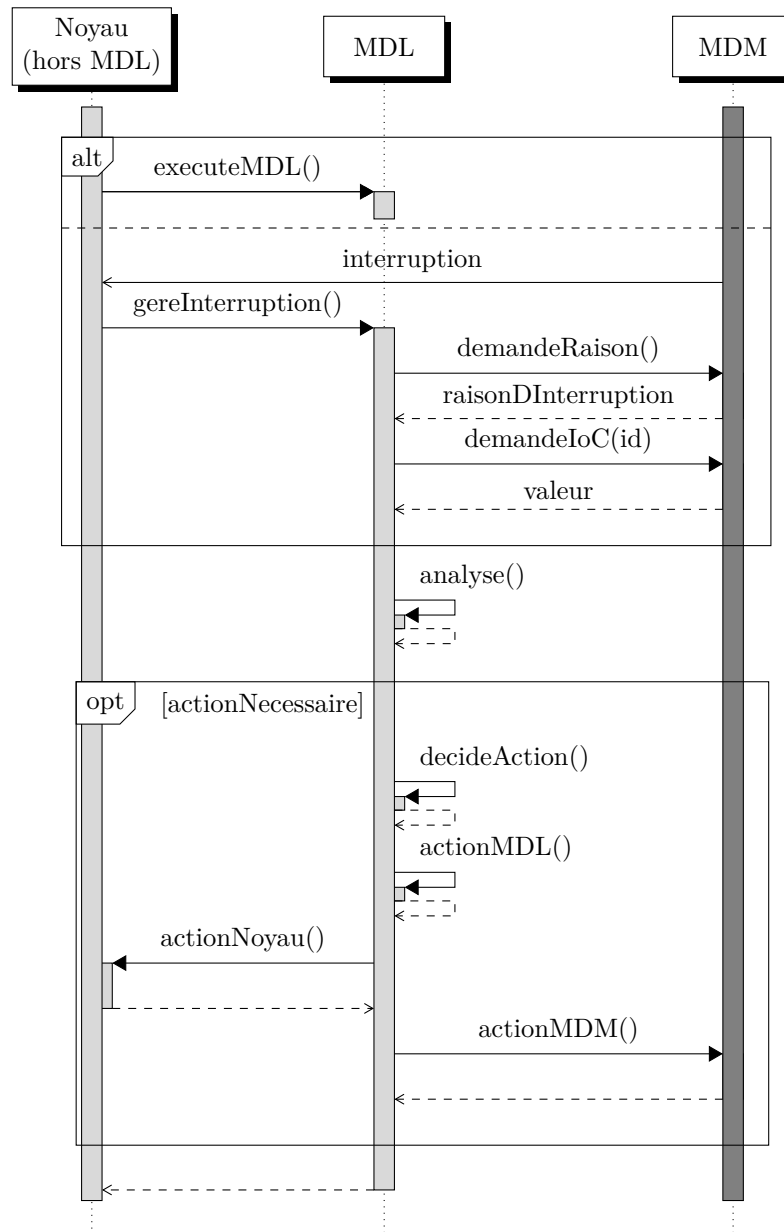 Noyau
(hors MDL)
MDL
MDM
alt
executeMDL()
interruption
gereInterruption()
demandeRaison()
raisonDInterruption
demandeIoC(id)
valeur
analyse()
opt
[actionNecessaire]
decideAction()
actionMDL()
actionNoyau()
actionMDM()